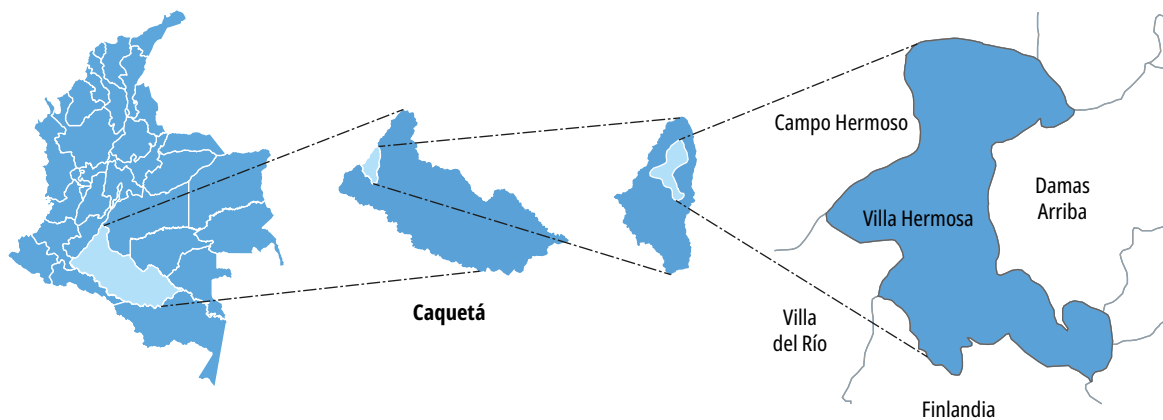 Caquetá
Campo Hermoso
Damas
Arriba
Villa Hermosa
Villa
del Río
Finlandia